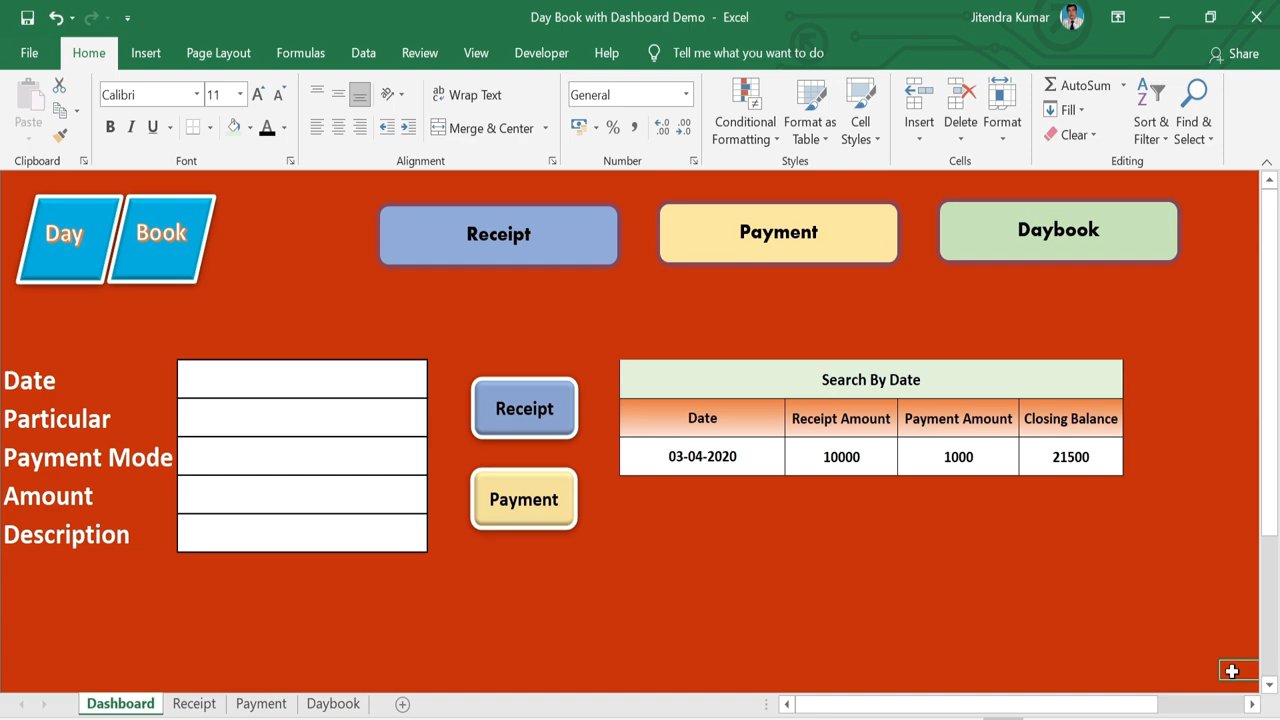 Day Book with Dashboard Demo - Excel
Jitendra Kumar
File Home Insert Page Layout Formulas Data Review View Developer Help Tell me what you want to do Share
Paste
Calibri 11
B I U A
Wrap Text
Merge & Center
General
Conditional Formatting
Format as Table
Cell Styles
Insert
Delete
Format
AutoSum
Fill
Clear
Sort & Filter
Find & Select
Clipboard Font Alignment Number Styles Cells Editing
Day Book
Receipt
Payment
Daybook
Date
Particular
Payment Mode
Amount
Description
Receipt
Payment
Search By Date
Date Receipt Amount Payment Amount Closing Balance
03-04-2020 10000 1000 21500
Dashboard Receipt Payment Daybook